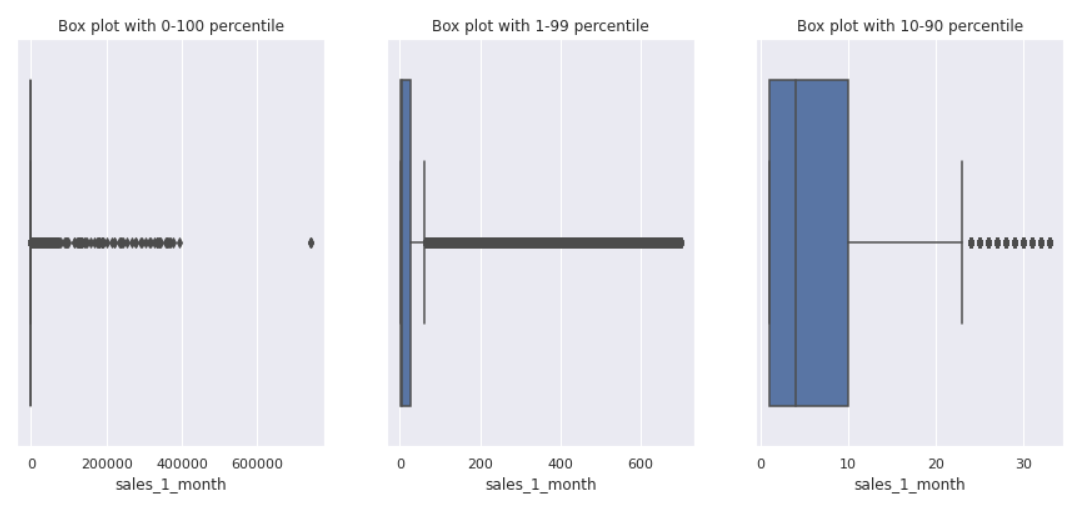 Box plot with 0-100 percentile
Box plot with 1-99 percentile
Box plot with 10-90 percentile
0 200000 400000 600000
0 200 400 600
0 10 20 30
sales_1_month
sales_1_month
sales_1_month